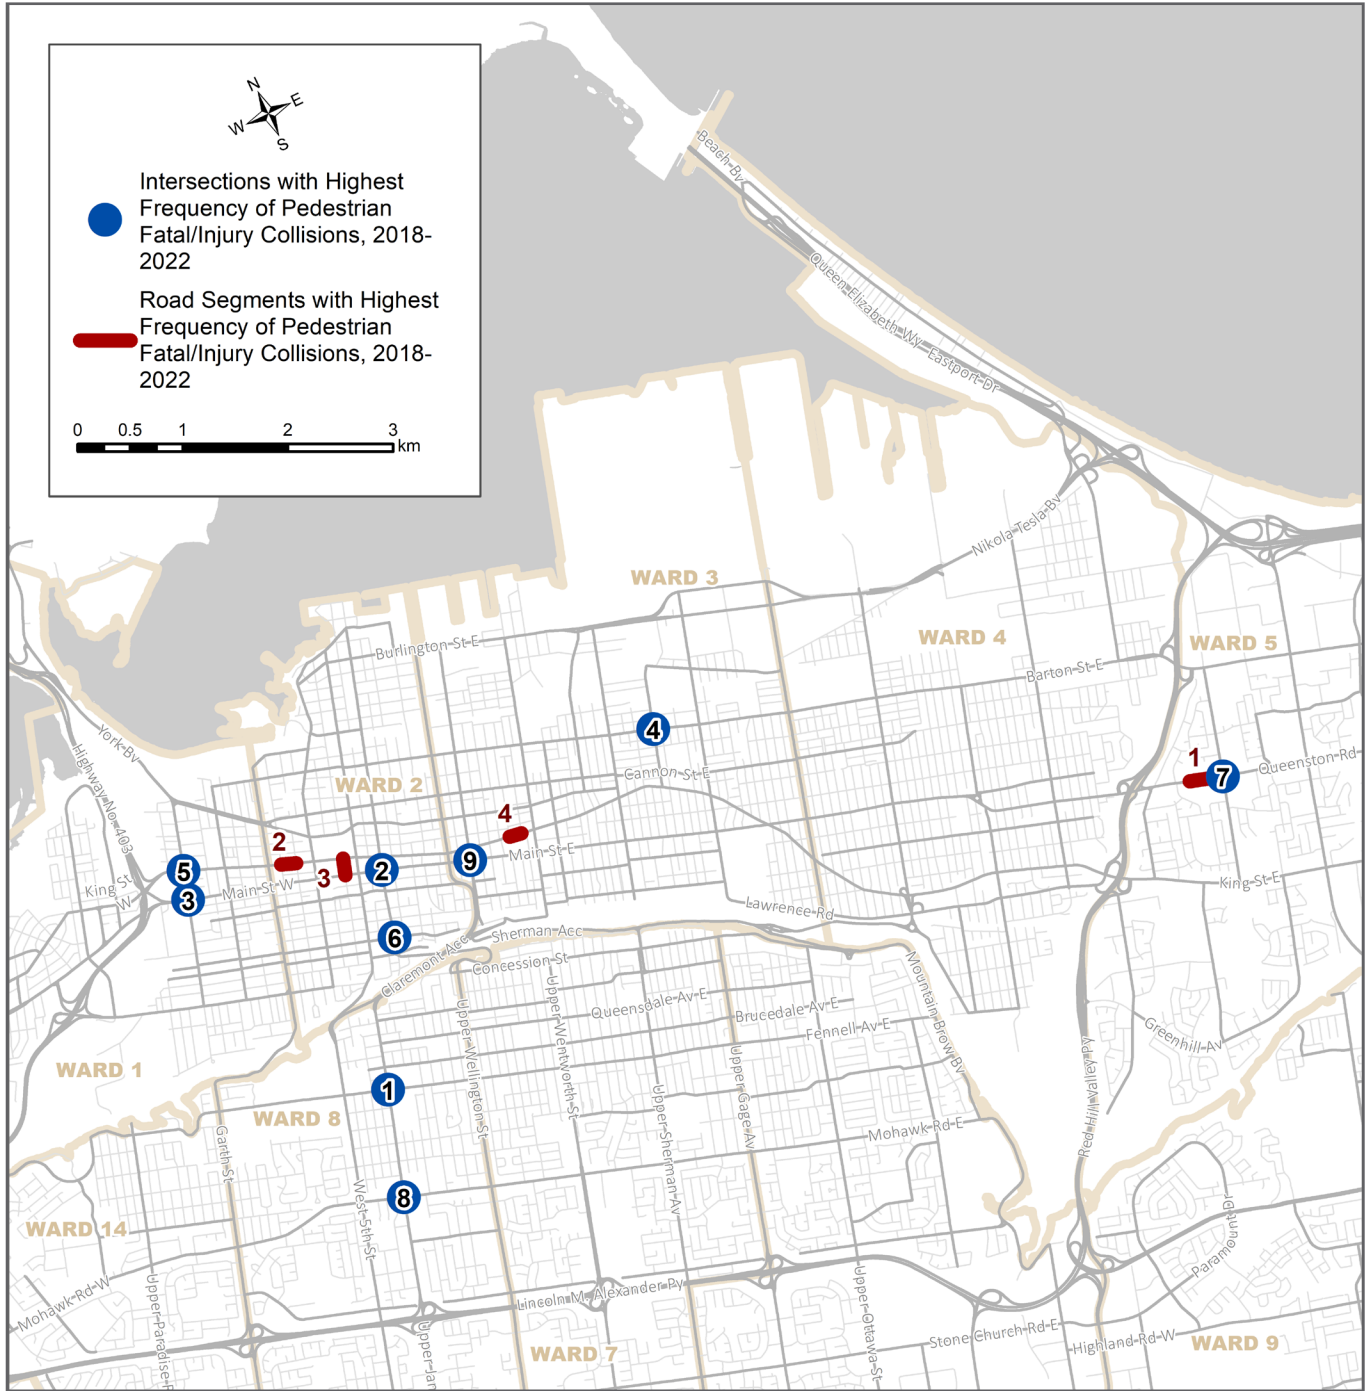 N
E
W
S
Intersections with Highest
Frequency of Pedestrian
Fatal/Injury Collisions, 2018-
2022
Road Segments with Highest
Frequency of Pedestrian
Fatal/Injury Collisions, 2018-
2022
0 0.5 1 2 3
km
Beach Bv
Queen Elizabeth Wy
Eastport Dr
Nikola Tesla Bv
WARD 3
WARD 4
WARD 5
Burlington St E
Barton St E
York Bv
Highway No. 403
4
Cannon St E
WARD 2
1
7
Queenston Rd
4
2
3
5
2
9
Main St E
King St
W
3
Main St W
King St E
Lawrence Rd
6
Sherman Acc
Claremont Acc
Concession St
Queensdale Av E
Brucedale Av E
Fennell Av E
Mountain Brow Bv
Upper Wellington St
Upper Wentworth St
Upper Sherman Av
Upper Gage Av
Greenhill Av
Red Hill Valley Py
WARD 1
1
WARD 8
Garth St
Mohawk Rd E
8
West 5th St
WARD 14
Paramount Dr
Mohawk Rd W
Upper Paradise R
Lincoln M. Alexander Py
Upper Jam
Upper Ottawa St
Stone Church Rd E
Highland Rd W
WARD 7
WARD 9